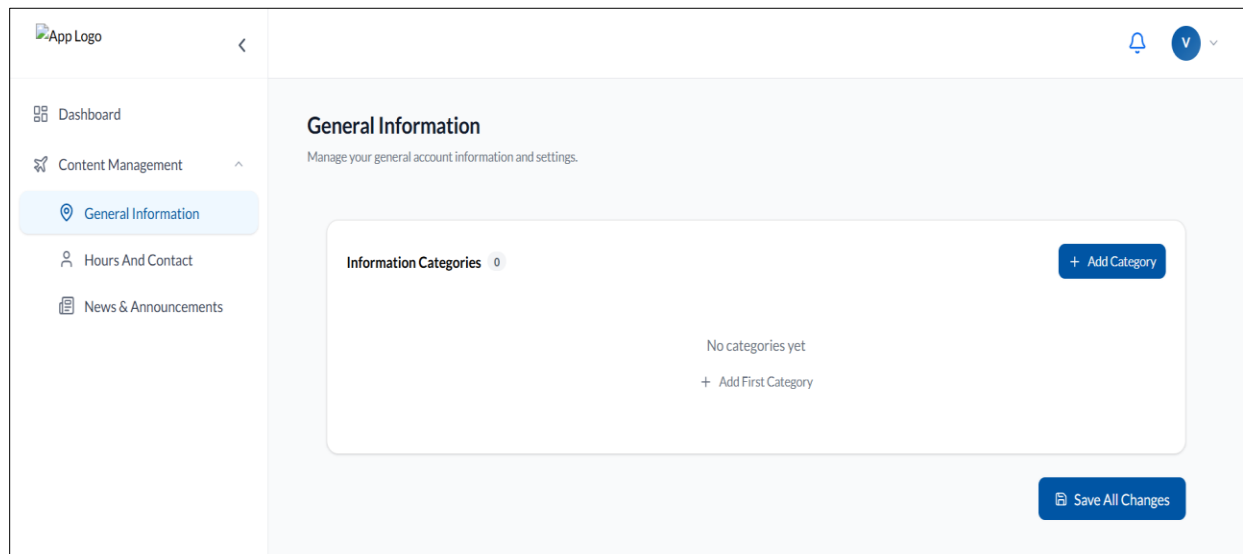 App Logo
V
Dashboard
Content Management
General Information
Hours And Contact
News & Announcements
General Information
Manage your general account information and settings.
Information Categories 0
+ Add Category
No categories yet
+ Add First Category
Save All Changes